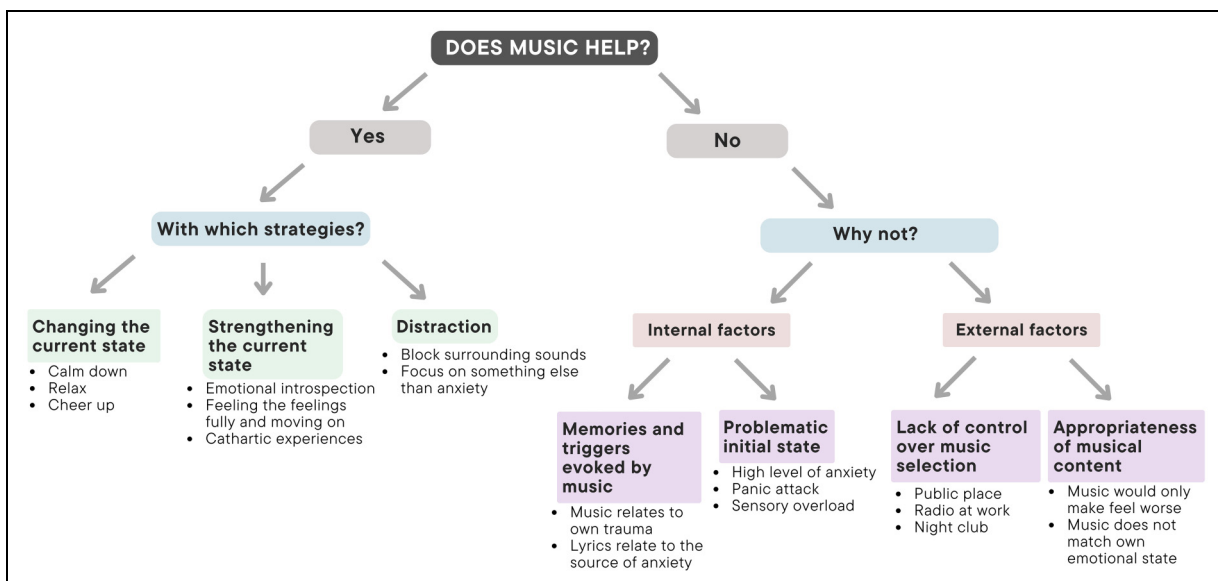 DOES MUSIC HELP?
Yes
No
With which strategies?
Why not?
Changing the
current state
• Calm down
• Relax
• Cheer up
Strengthening
the current
state
• Emotional introspection
• Feeling the feelings
fully and moving on
• Cathartic experiences
Distraction
• Block surrounding sounds
• Focus on something else
than anxiety
Internal factors
External factors
Memories and
triggers
evoked by
music
• Music relates to
own trauma
• Lyrics relate to the
source of anxiety
Problematic
initial state
• High level of anxiety
• Panic attack
• Sensory overload
Lack of control
over music
selection
• Public place
• Radio at work
• Night club
Appropriateness
of musical
content
• Music would only
make feel worse
• Music does not
match own
emotional state